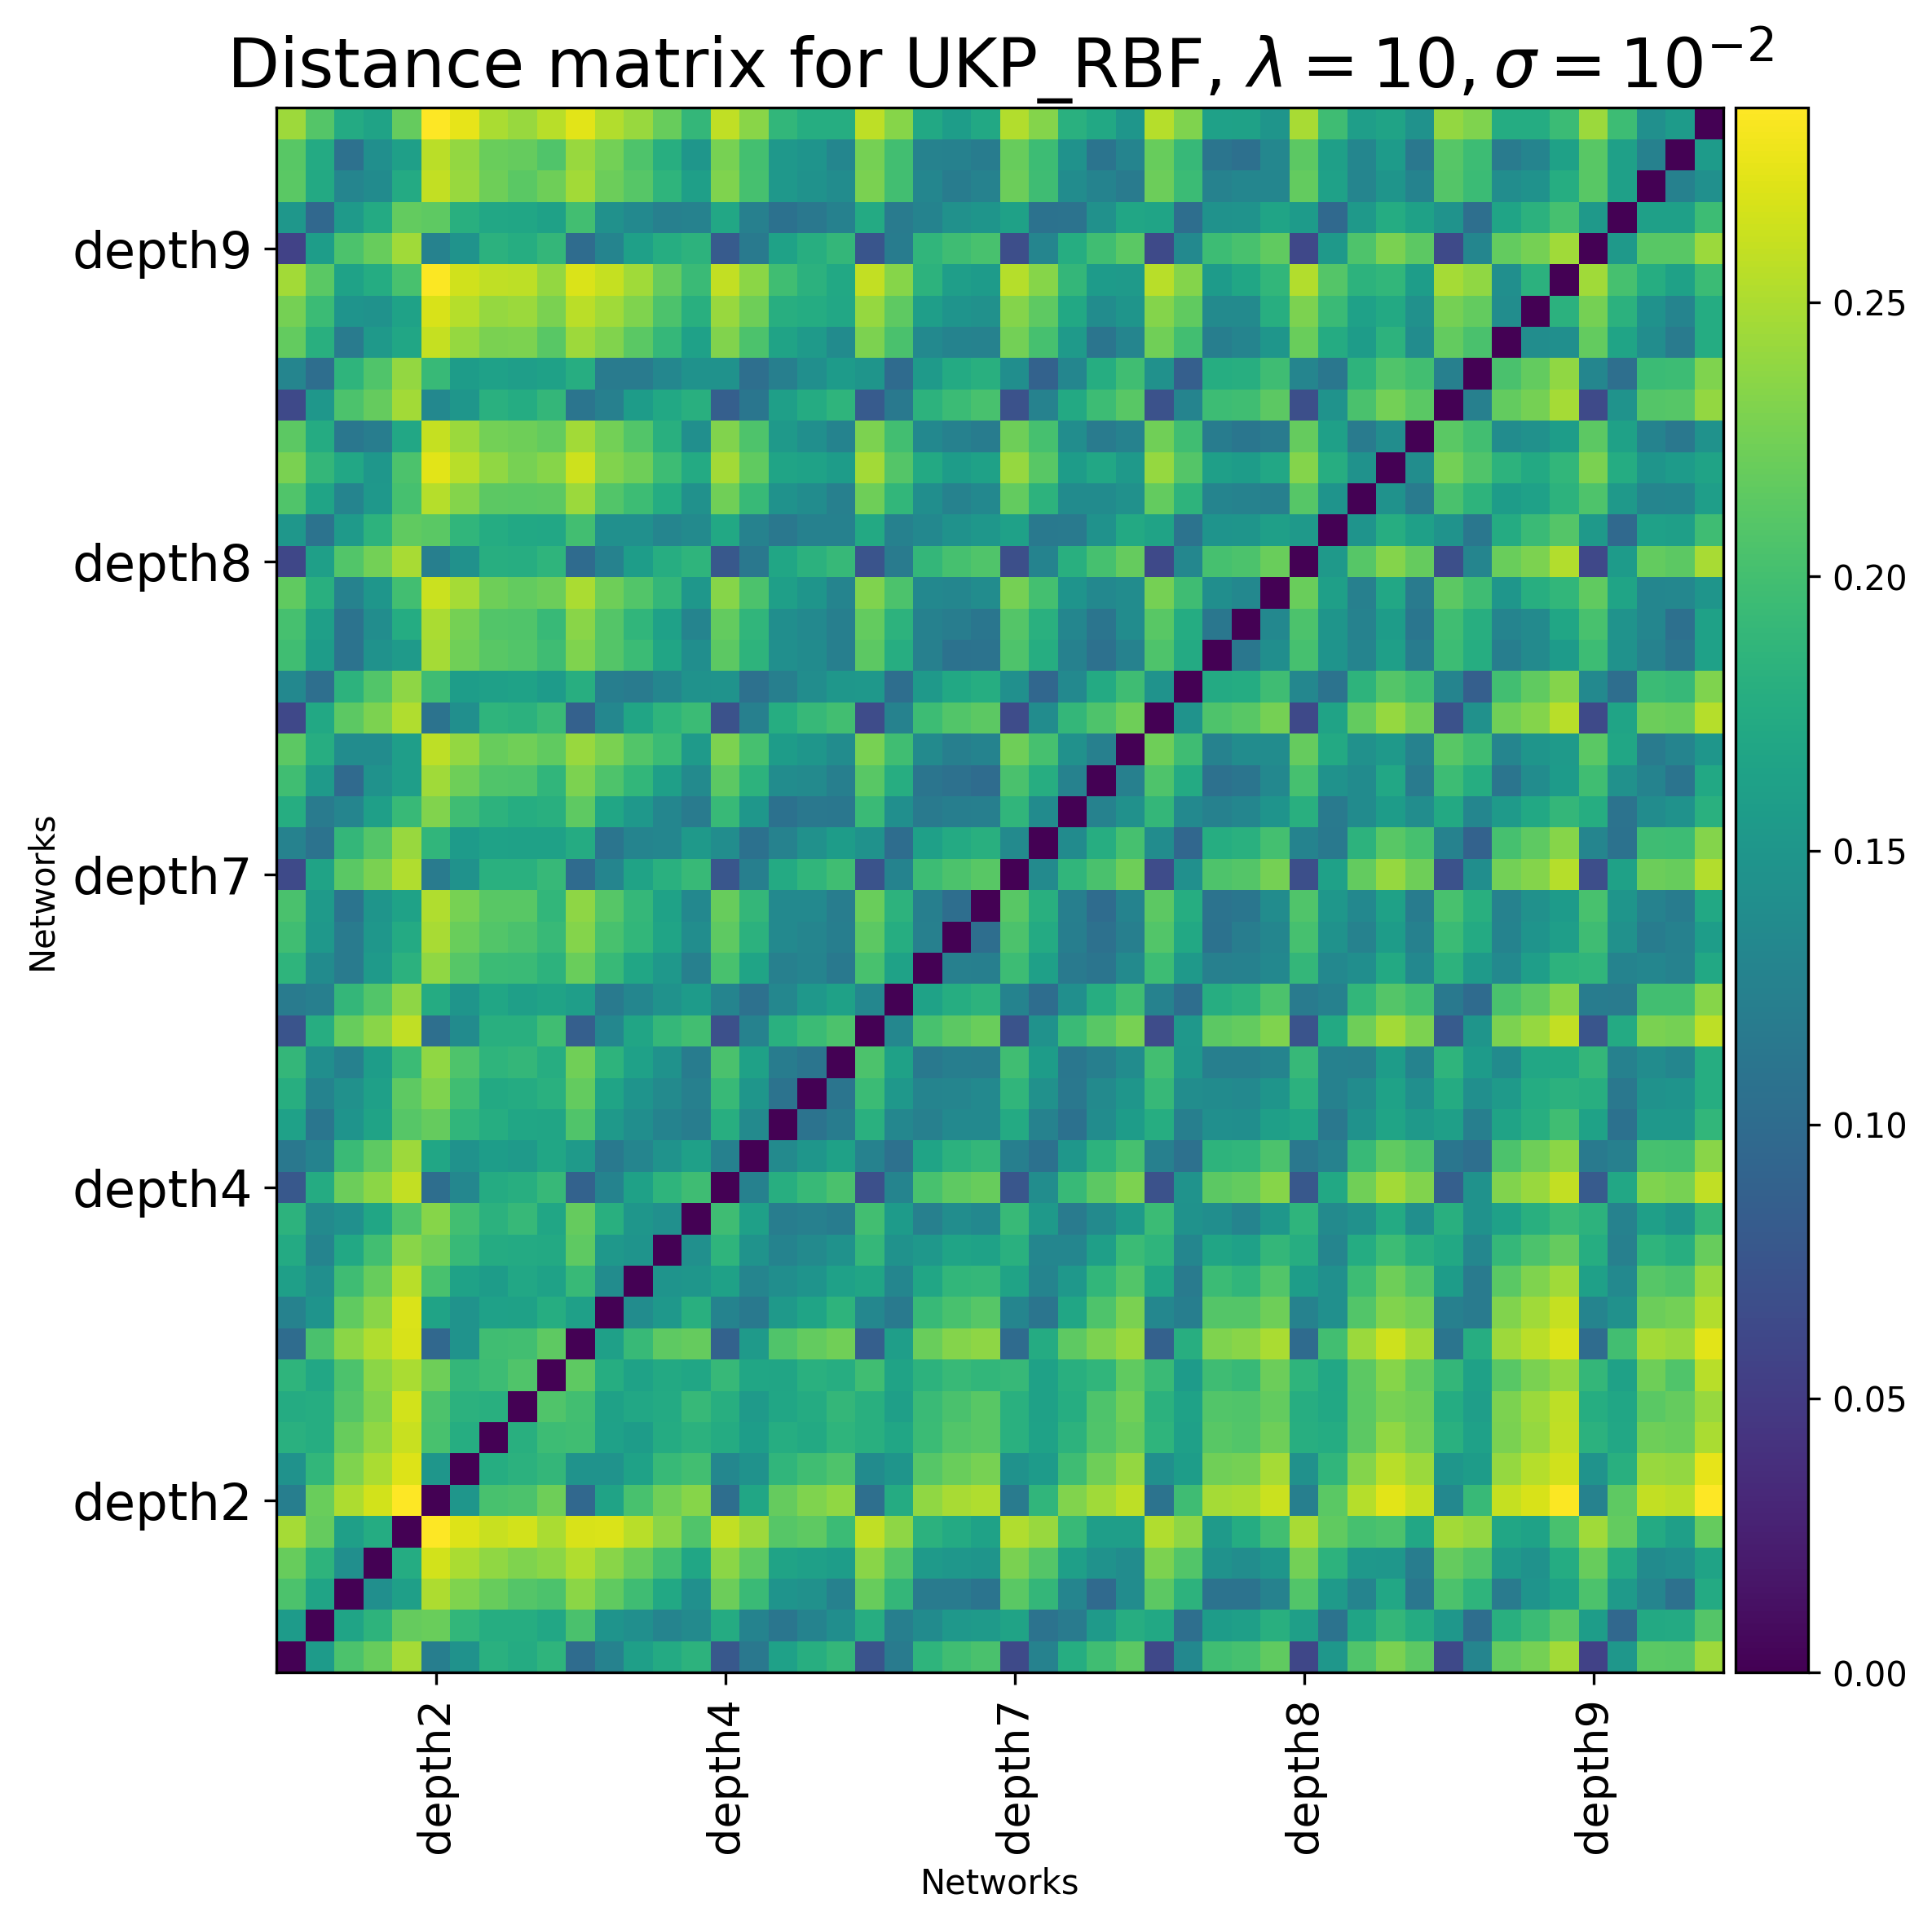 Distance matrix for UKP_RBF, λ = 10, σ = 10⁻²
Networks
depth9
depth8
depth7
depth4
depth2
depth2
depth4
depth7
depth8
depth9
Networks
0.25
0.20
0.15
0.10
0.05
0.00